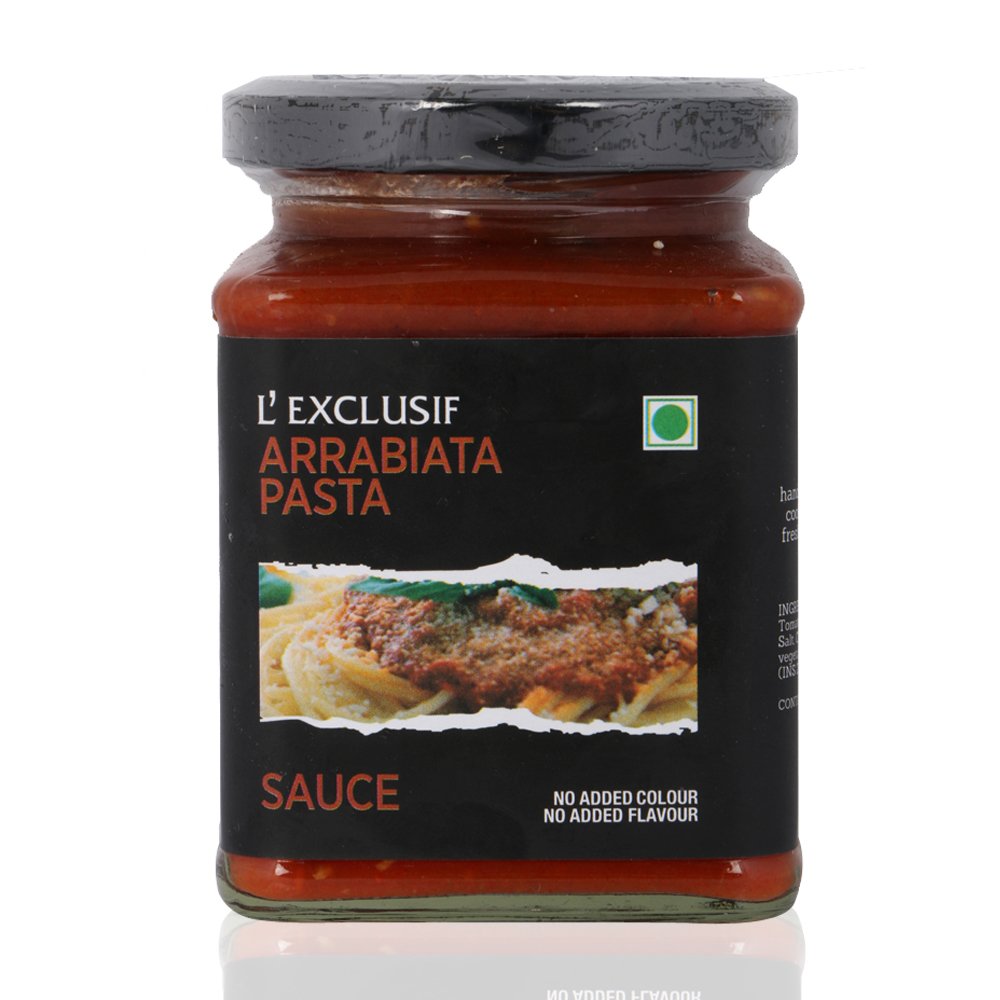 L' EXCLUSIF
ARRABIATA
PASTA
SAUCE
NO ADDED COLOUR
NO ADDED FLAVOUR